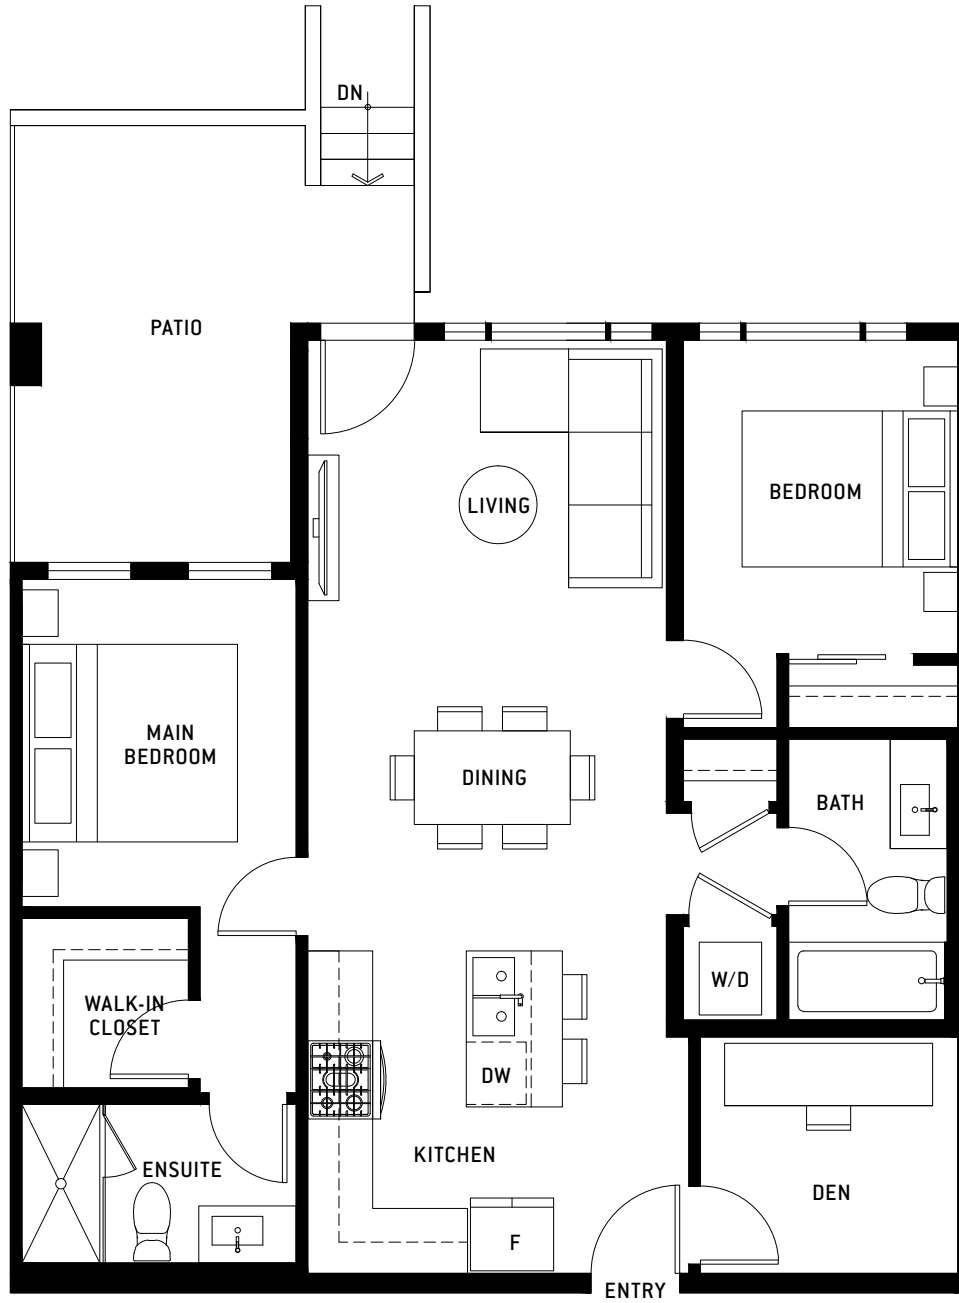 DN
PATIO
LIVING
BEDROOM
MAIN
BEDROOM
DINING
BATH
WALK-IN
CLOSET
W/D
DW
KITCHEN
ENSUITE
DEN
F
ENTRY